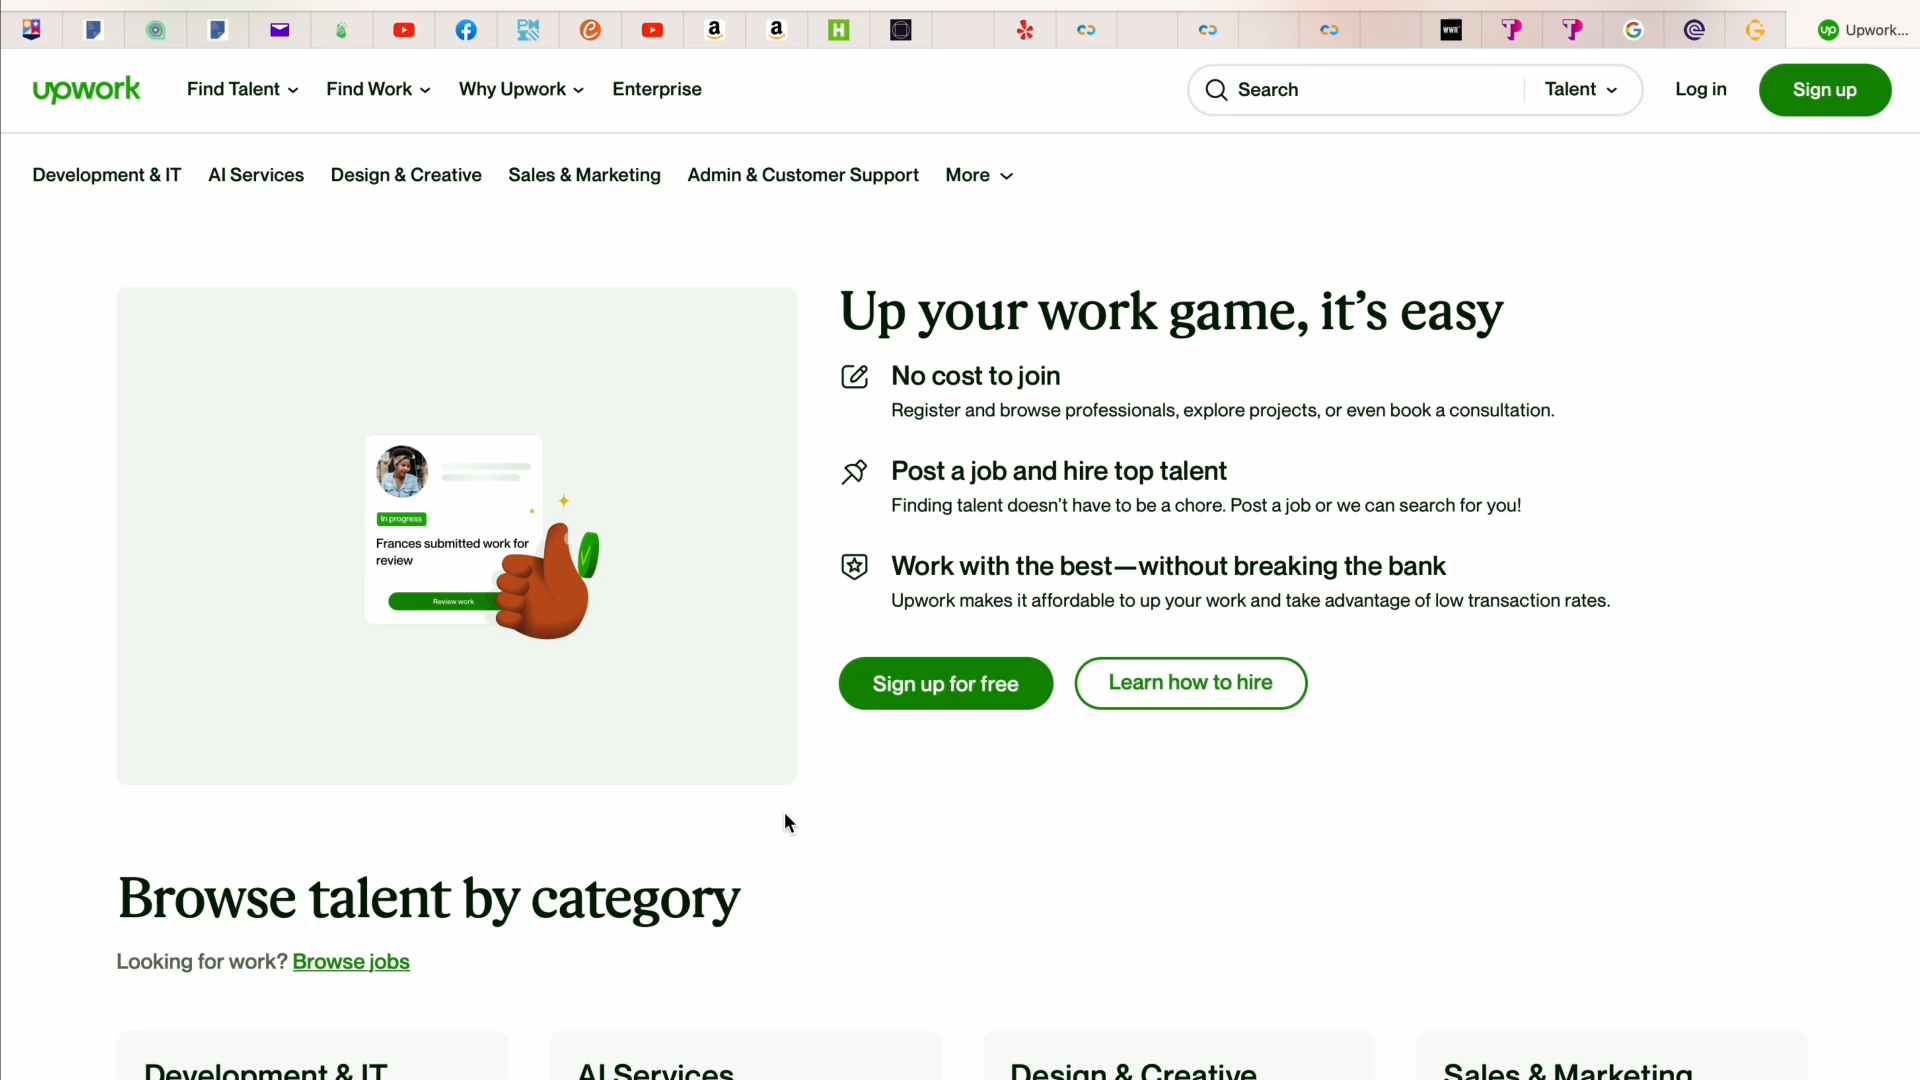 WWR
up Upwork...
upwork
Find Talent
Find Work
Why Upwork
Enterprise
Search
Talent
Log in
Sign up
Development & IT
AI Services
Design & Creative
Sales & Marketing
Admin & Customer Support
More
In progress
Frances submitted work for
review
Review work
Up your work game, it’s easy
No cost to join
Register and browse professionals, explore projects, or even book a consultation.
Post a job and hire top talent
Finding talent doesn’t have to be a chore. Post a job or we can search for you!
Work with the best—without breaking the bank
Upwork makes it affordable to up your work and take advantage of low transaction rates.
Sign up for free
Learn how to hire
Browse talent by category
Looking for work? Browse jobs
Development & IT
AI Services
Design & Creative
Sales & Marketing